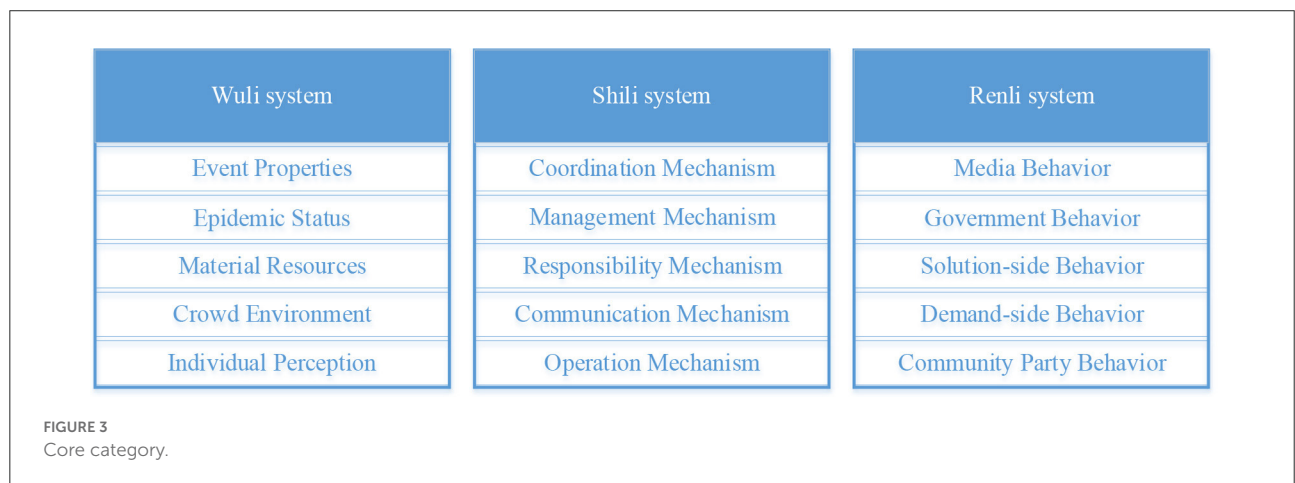 Wuli system
Event Properties
Epidemic Status
Material Resources
Crowd Environment
Individual Perception
Shili system
Coordination Mechanism
Management Mechanism
Responsibility Mechanism
Communication Mechanism
Operation Mechanism
Renli system
Media Behavior
Government Behavior
Solution-side Behavior
Demand-side Behavior
Community Party Behavior
FIGURE 3
Core category.